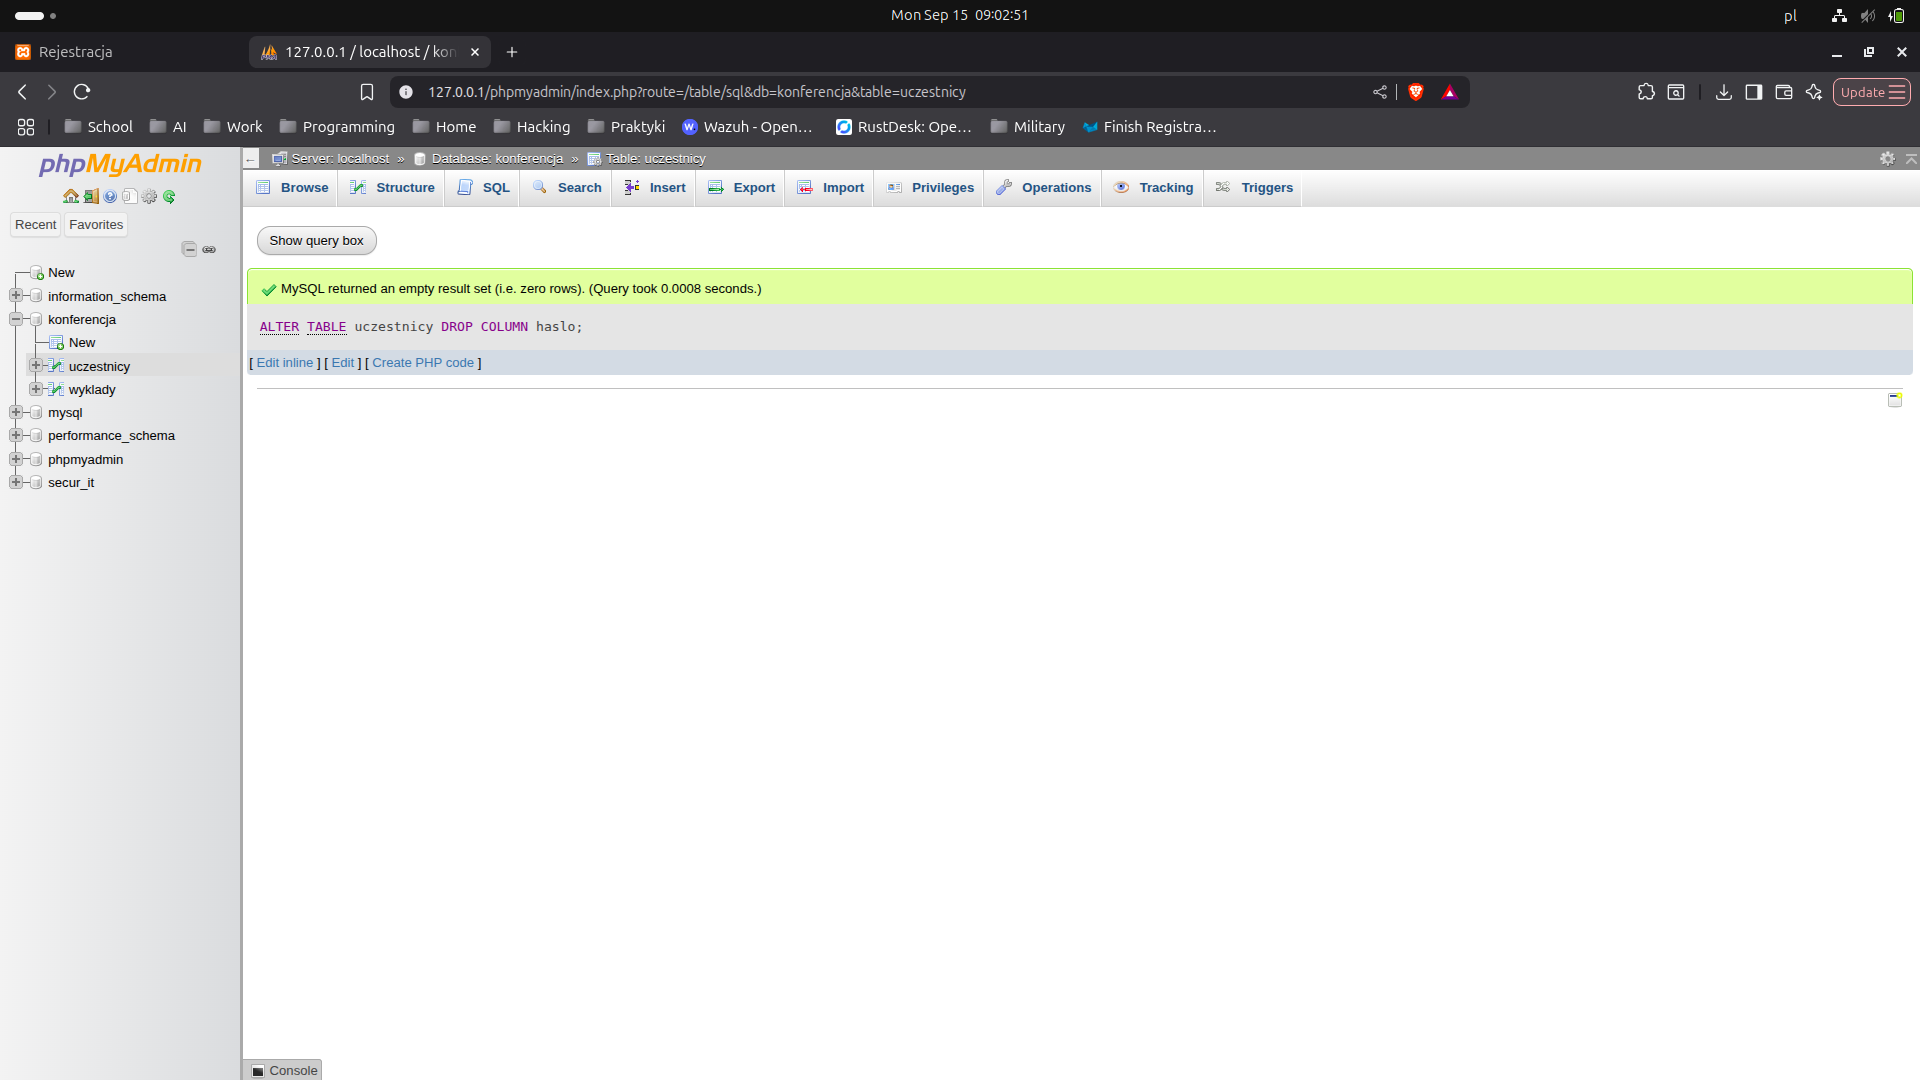 Mon Sep 15 09:02:51
pl
Rejestracja
127.0.0.1 / localhost / kon
127.0.0.1/phpmyadmin/index.php?route=/table/sql&db=konferencja&table=uczestnicy
Update
School
AI
Work
Programming
Home
Hacking
Praktyki
Wazuh - Open…
RustDesk: Ope…
Military
Finish Registra…
phpMyAdmin
Recent
Favorites
New
information_schema
konferencja
New
uczestnicy
wyklady
mysql
performance_schema
phpmyadmin
secur_it
Server: localhost » Database: konferencja » Table: uczestnicy
Browse
Structure
SQL
Search
Insert
Export
Import
Privileges
Operations
Tracking
Triggers
Show query box
MySQL returned an empty result set (i.e. zero rows). (Query took 0.0008 seconds.)
ALTER TABLE uczestnicy DROP COLUMN haslo;
[ Edit inline ] [ Edit ] [ Create PHP code ]
Console